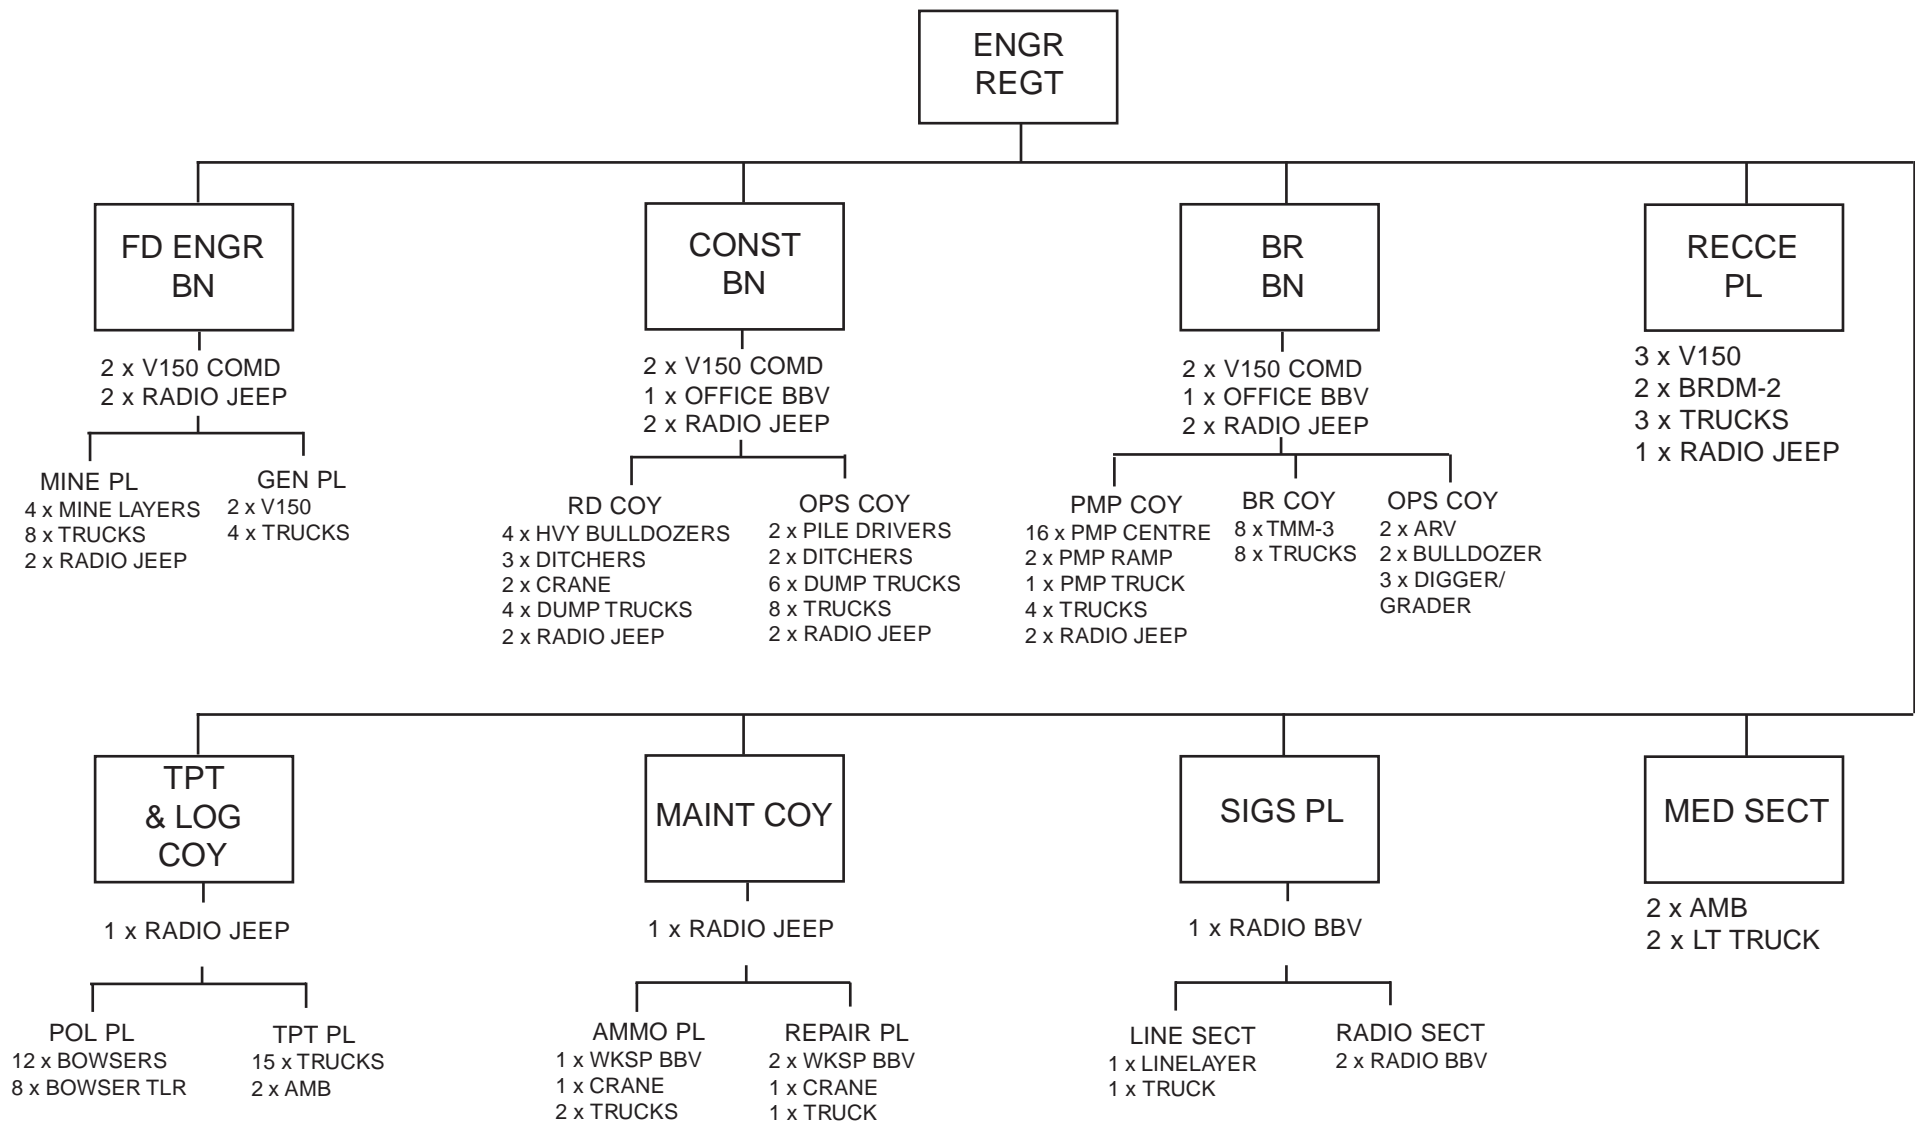 ENGR
REGT
FD ENGR
BN
2 x V150 COMD
2 x RADIO JEEP
MINE PL
4 x MINE LAYERS
8 x TRUCKS
2 x RADIO JEEP
GEN PL
2 x V150
4 x TRUCKS
CONST
BN
2 x V150 COMD
1 x OFFICE BBV
2 x RADIO JEEP
RD COY
4 x HVY BULLDOZERS
3 x DITCHERS
2 x CRANE
4 x DUMP TRUCKS
2 x RADIO JEEP
OPS COY
2 x PILE DRIVERS
2 x DITCHERS
6 x DUMP TRUCKS
8 x TRUCKS
2 x RADIO JEEP
BR
BN
2 x V150 COMD
1 x OFFICE BBV
2 x RADIO JEEP
PMP COY
16 x PMP CENTRE
2 x PMP RAMP
1 x PMP TRUCK
4 x TRUCKS
2 x RADIO JEEP
BR COY
8 x TMM-3
8 x TRUCKS
OPS COY
2 x ARV
2 x BULLDOZER
3 x DIGGER/
GRADER
RECCE
PL
3 x V150
2 x BRDM-2
3 x TRUCKS
1 x RADIO JEEP
TPT
& LOG
COY
1 x RADIO JEEP
POL PL
12 x BOWSERS
8 x BOWSER TLR
TPT PL
15 x TRUCKS
2 x AMB
MAINT COY
1 x RADIO JEEP
AMMO PL
1 x WKSP BBV
1 x CRANE
2 x TRUCKS
REPAIR PL
2 x WKSP BBV
1 x CRANE
1 x TRUCK
SIGS PL
1 x RADIO BBV
LINE SECT
1 x LINELAYER
1 x TRUCK
RADIO SECT
2 x RADIO BBV
MED SECT
2 x AMB
2 x LT TRUCK